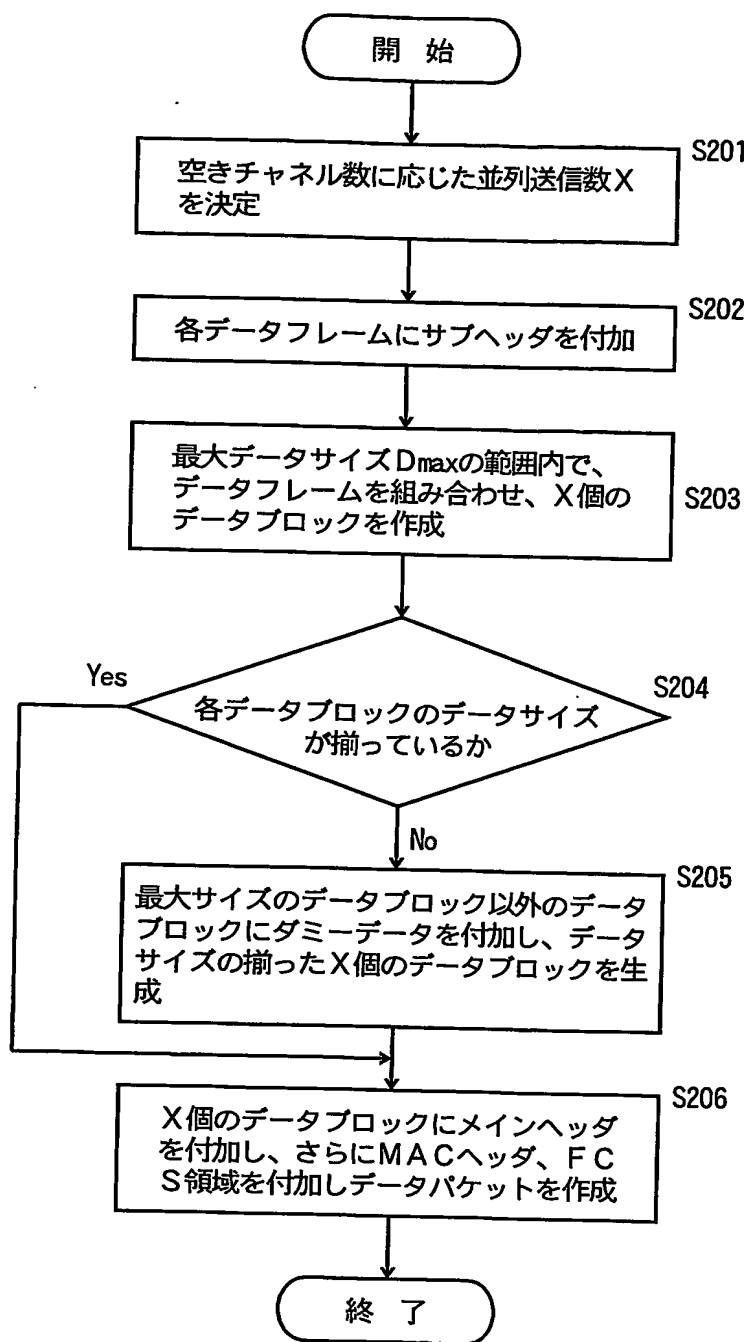 開 始
S201
空きチャネル数に応じた並列送信数X
を決定
S202
各データフレームにサブヘッダを付加
最大データサイズDmaxの範囲内で、
データフレームを組み合わせ、X個の
データブロックを作成
S203
Yes
S204
各データブロックのデータサイズ
が揃っているか
No
S205
最大サイズのデータブロック以外のデータ
ブロックにダミーデータを付加し、データ
サイズの揃ったX個のデータブロックを生
成
S206
X個のデータブロックにメインヘッダ
を付加し、さらにMACヘッダ、FC
S領域を付加しデータパケットを作成
終 了